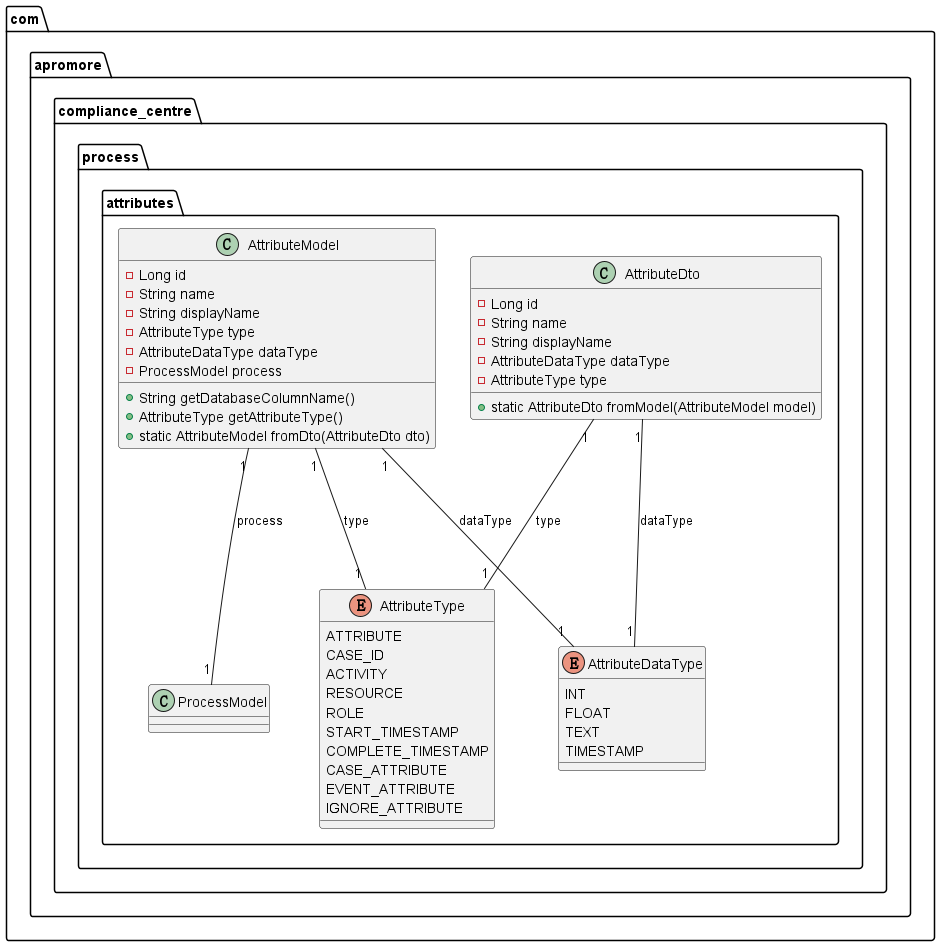 com
apromore
compliance_centre
process
attributes
C AttributeModel
Long id
String name
String displayName
AttributeType type
AttributeDataType dataType
ProcessModel process
String getDatabaseColumnName()
AttributeType getAttributeType()
static AttributeModel fromDto(AttributeDto dto)
C AttributeDto
Long id
String name
String displayName
AttributeDataType dataType
AttributeType type
static AttributeDto fromModel(AttributeModel model)
1 1 1 1 1
process type dataType type dataType
1 1 1 1 1
C ProcessModel
E AttributeType
ATTRIBUTE
CASE_ID
ACTIVITY
RESOURCE
ROLE
START_TIMESTAMP
COMPLETE_TIMESTAMP
CASE_ATTRIBUTE
EVENT_ATTRIBUTE
IGNORE_ATTRIBUTE
E AttributeDataType
INT
FLOAT
TEXT
TIMESTAMP